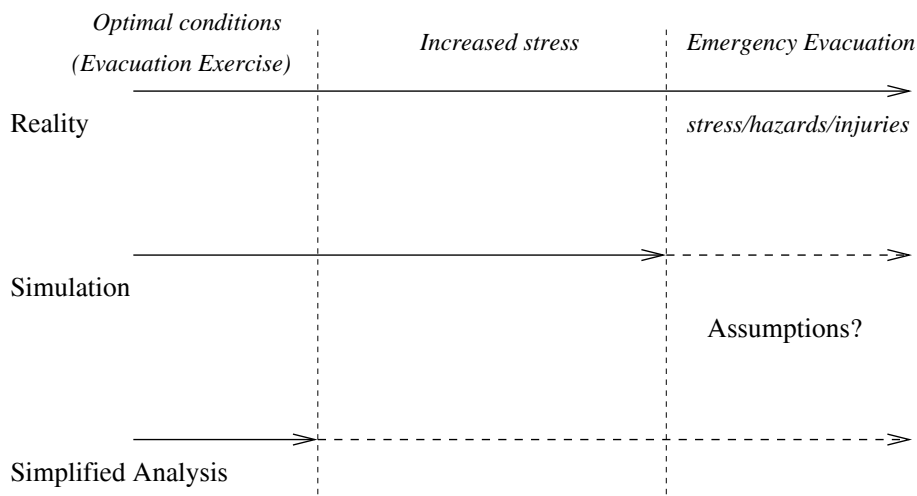 Optimal conditions
(Evacuation Exercise)
Increased stress
Emergency Evacuation
Reality
stress/hazards/injuries
Simulation
Assumptions?
Simplified Analysis